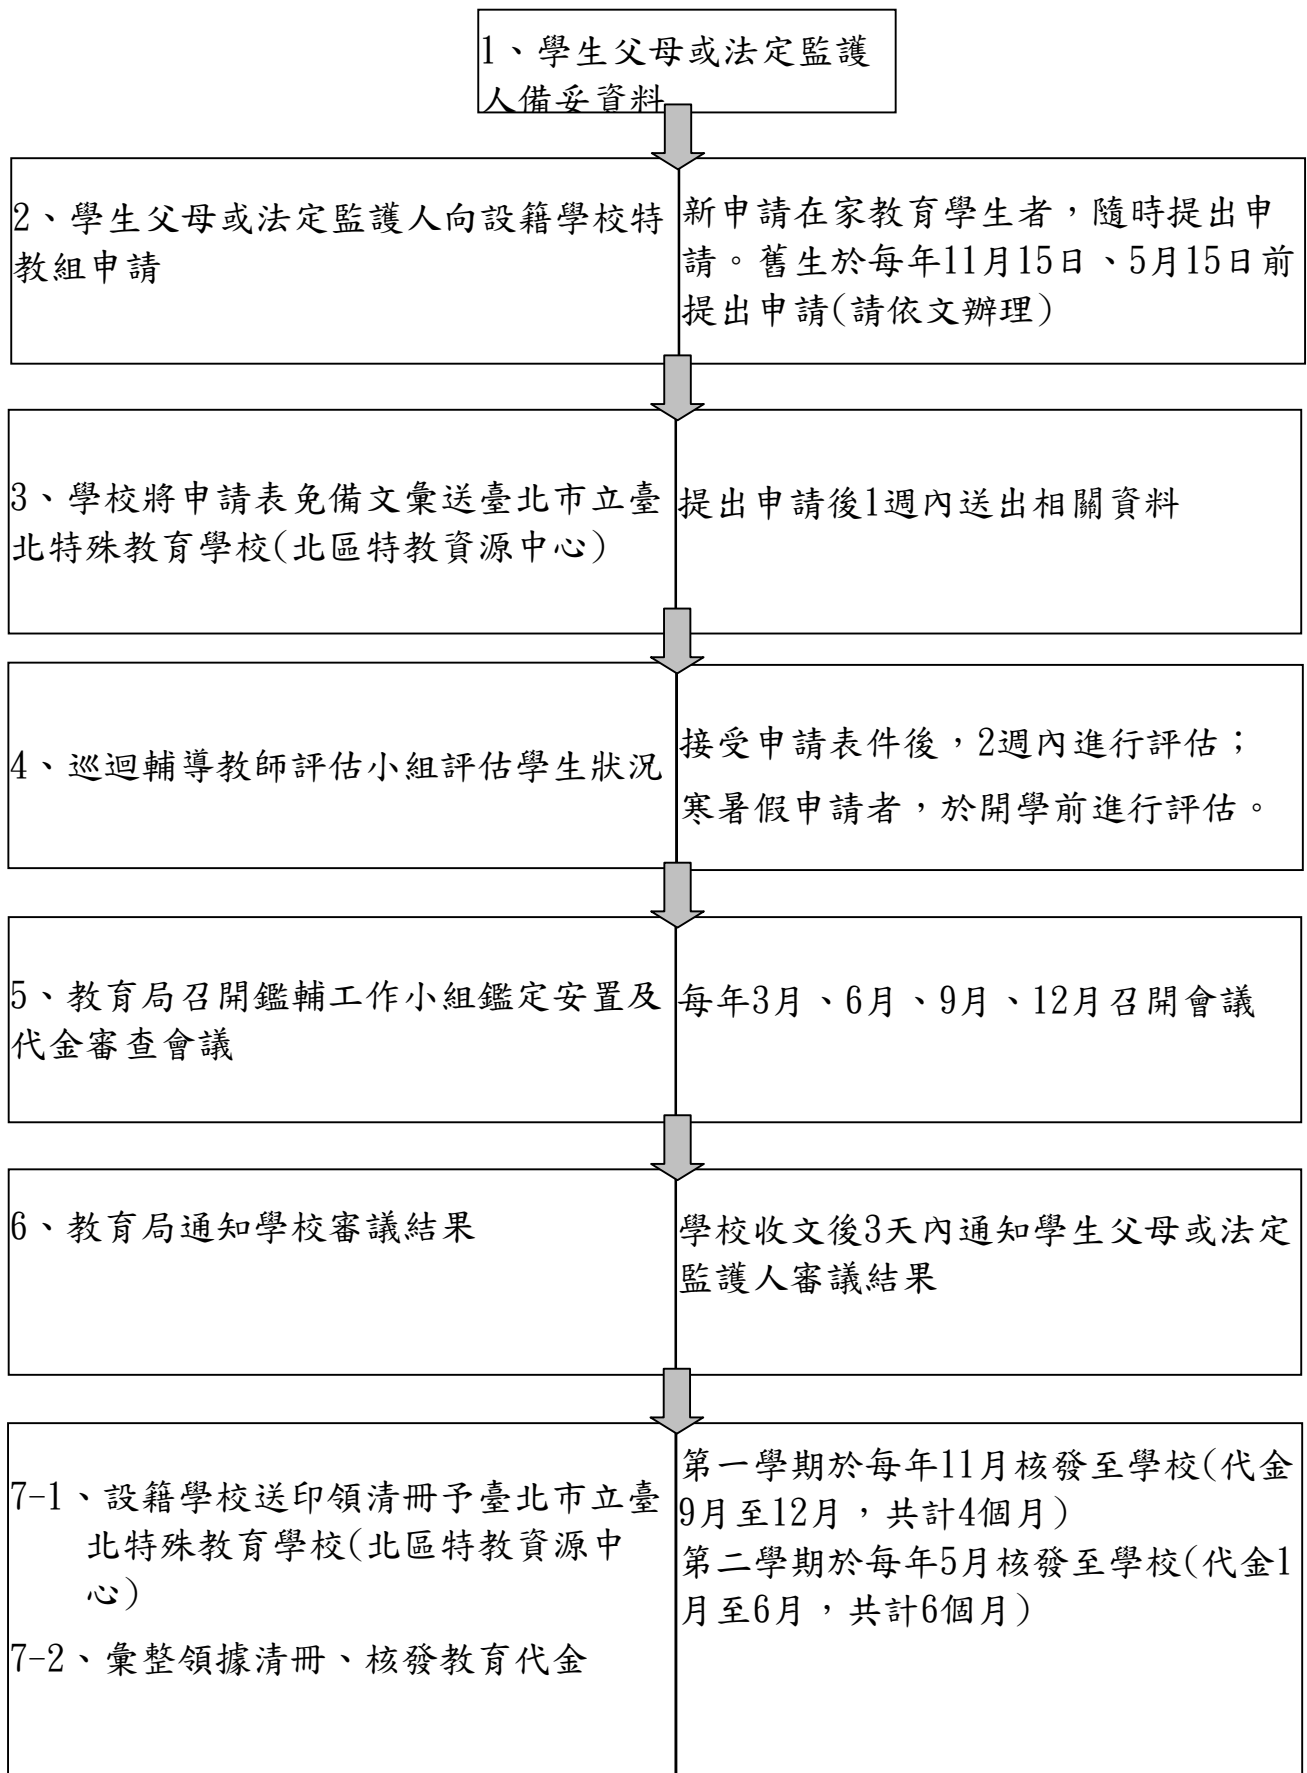 1、學生父母或法定監護
人備妥資料
2、學生父母或法定監護人向設籍學校特
教組申請
新申請在家教育學生者，隨時提出申
請。舊生於每年11月15日、5月15日前
提出申請(請依文辦理)
3、學校將申請表免備文彙送臺北市立臺
北特殊教育學校(北區特教資源中心)
提出申請後1週內送出相關資料
4、巡迴輔導教師評估小組評估學生狀況
接受申請表件後，2週內進行評估；
寒暑假申請者，於開學前進行評估。
5、教育局召開鑑輔工作小組鑑定安置及
代金審查會議
每年3月、6月、9月、12月召開會議
6、教育局通知學校審議結果
學校收文後3天內通知學生父母或法定
監護人審議結果
7-1、設籍學校送印領清冊予臺北市立臺
北特殊教育學校(北區特教資源中
心)
7-2、彙整領據清冊、核發教育代金
第一學期於每年11月核發至學校(代金
9月至12月，共計4個月)
第二學期於每年5月核發至學校(代金1
月至6月，共計6個月)